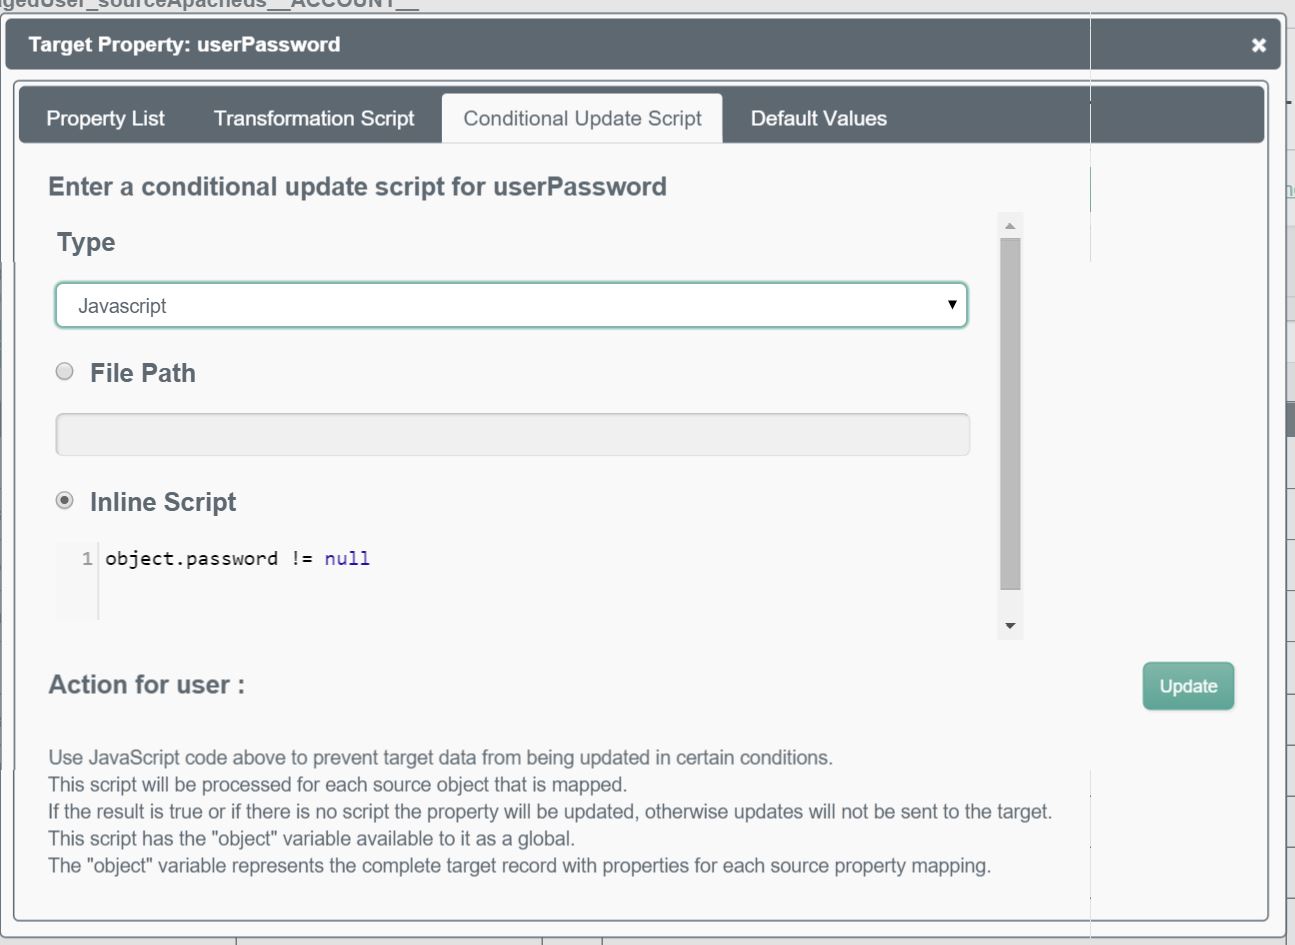 gedUser_sourceApacheds__ACCOUNT__
Target Property: userPassword
Property List
Transformation Script
Conditional Update Script
Default Values
Enter a conditional update script for userPassword
Type
Javascript
File Path
Inline Script
1 object.password != null
Action for user :
Update
Use JavaScript code above to prevent target data from being updated in certain conditions.
This script will be processed for each source object that is mapped.
If the result is true or if there is no script the property will be updated, otherwise updates will not be sent to the target.
This script has the "object" variable available to it as a global.
The "object" variable represents the complete target record with properties for each source property mapping.